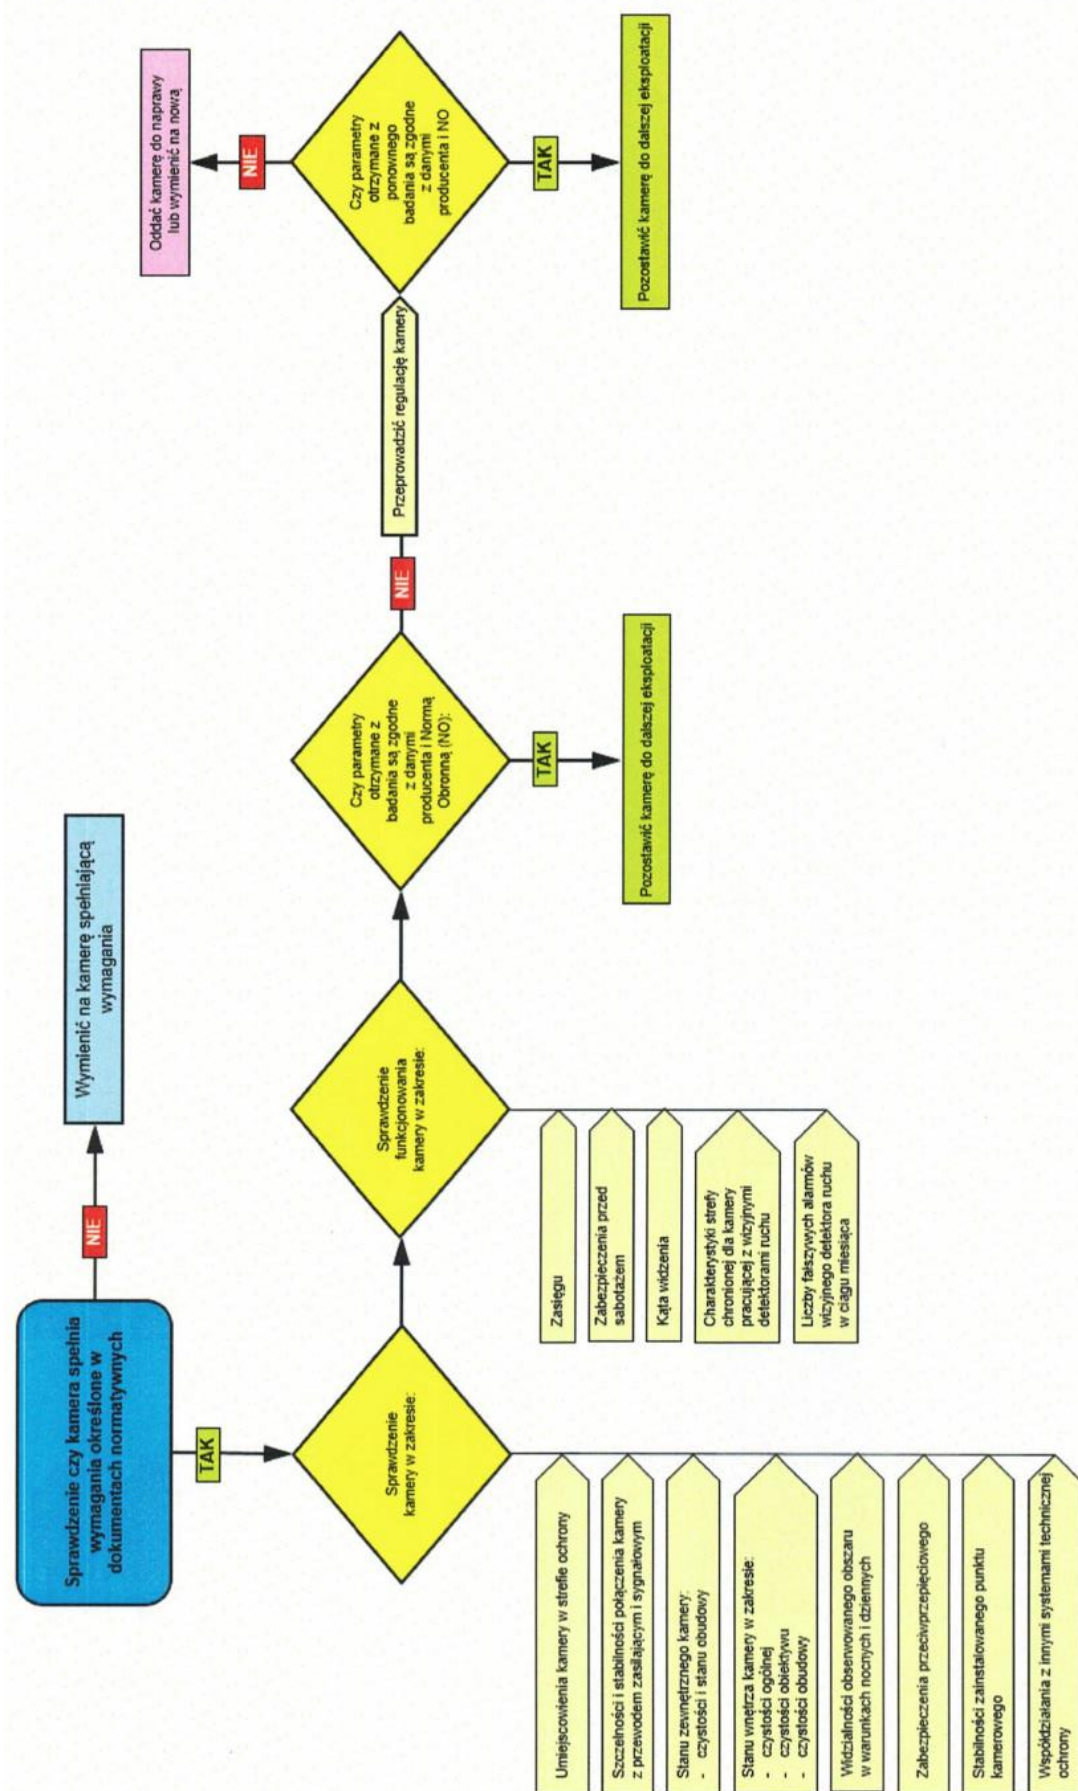 Sprawdzenie czy kamera spełnia
wymagania określone w
dokumentach normatywnych
NIE
Wymienić na kamerę spełniającą
wymagania
TAK
Sprawdzenie
kamery w zakresie:
Umiejscowienia kamery w strefie ochrony
Szczelności i stabilności połączenia kamery
z przewodem zasilającym i sygnałowym
Stanu zewnętrznego kamery:
- czystości i stanu obudowy
Stanu wnętrza kamery w zakresie:
- czystości ogólnej
- czystości obiektywu
- czystości obudowy
Widzialności obserwowanego obszaru
w warunkach nocnych i dziennych
Zabezpieczenia przeciwprzepięciowego
Stabilności zainstalowanego punktu
kamerowego
Współdziałania z innymi systemami technicznej
ochrony
Sprawdzenie
funkcjonowania
kamery w zakresie:
Zasięgu
Zabezpieczenia przed
sabotażem
Kąta widzenia
Charakterystyki strefy
chronionej dla kamery
pracującej z wizyjnymi
detektorami ruchu
Liczby fałszywych alarmów
wizyjnego detektora ruchu
w ciągu miesiąca
Czy parametry
otrzymane z
badania są zgodne
z danymi
producenta i Normą
Obronną (NO):
TAK
Pozostawić kamerę do dalszej eksploatacji
NIE
Przeprowadzić regulację kamery
Czy parametry
otrzymane z
ponownego
badania są zgodne
z danymi
producenta i NO
NIE
Oddać kamerę do naprawy
lub wymienić na nową
TAK
Pozostawić kamerę do dalszej eksploatacji